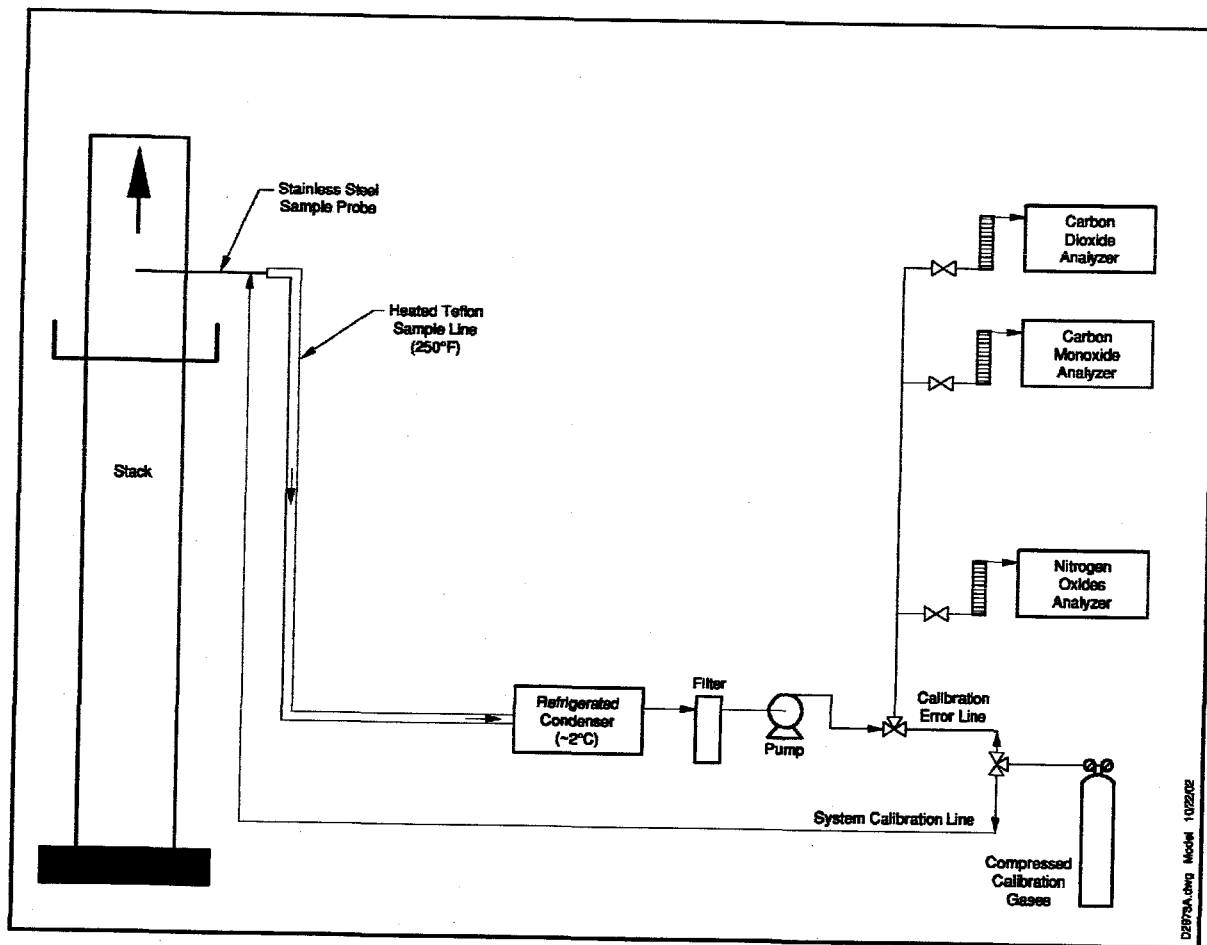 Stainless Steel
Sample Probe
Heated Teflon
Sample Line
(250°F)
Stack
Carbon
Dioxide
Analyzer
Carbon
Monoxide
Analyzer
Nitrogen
Oxides
Analyzer
Refrigerated
Condenser
(~2°C)
Filter
Pump
Calibration
Error Line
System Calibration Line
Compressed
Calibration
Gases
D2973A.dwg Model 10/22/02